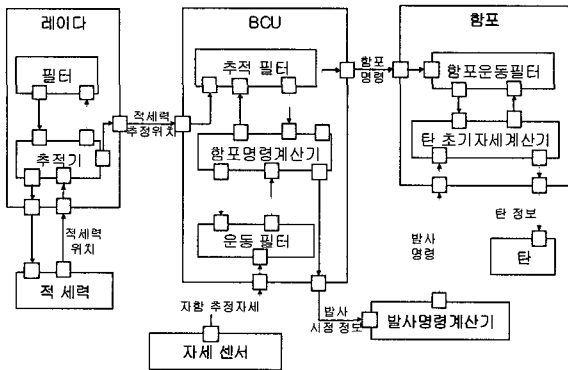 레이다
BCU
함포
필터
추적 필터
함포
명령
함포운동필터
적세력
추정위치
추적기
함포명령계산기
탄 초기자세계산기
적세력
위치
운동 필터
발사
명령
탄 정보
탄
적 세력
자함 추정자세
발사
시점 정도
발사명령계산기
자세 센서